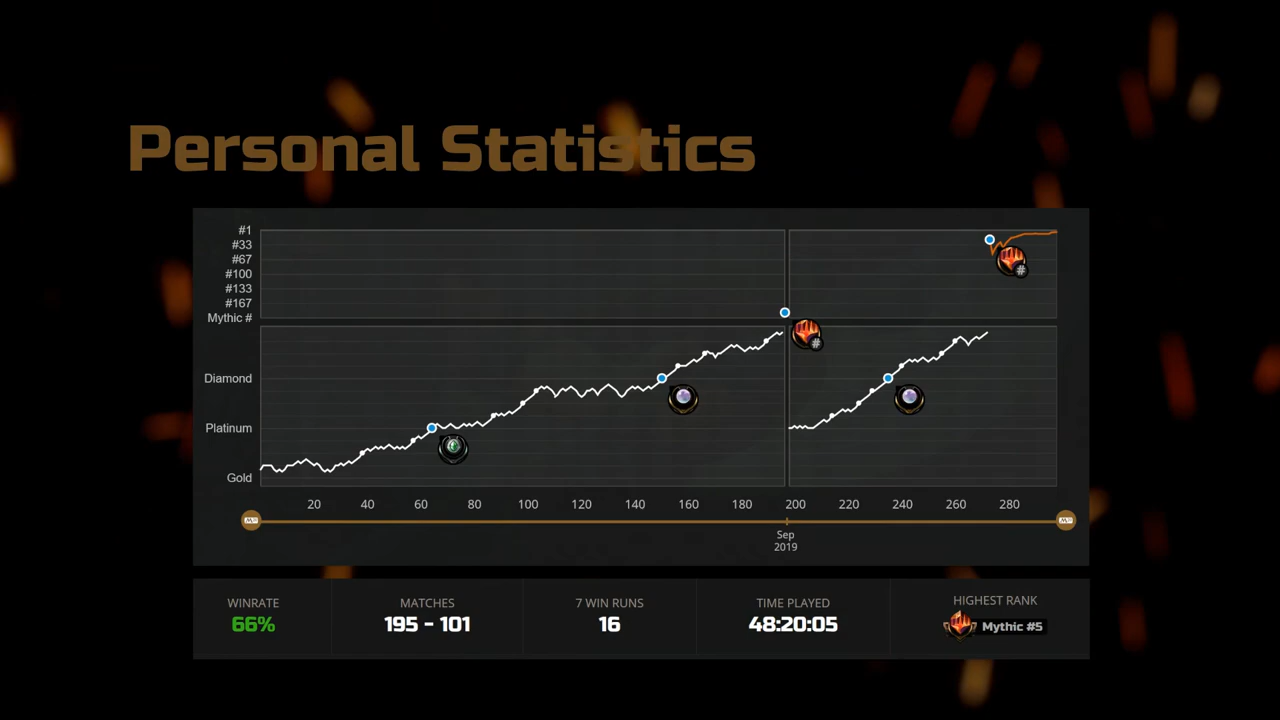 Personal Statistics
#1
#33
#67
#100
#133
#167
Mythic #
Diamond
Platinum
Gold
20 40 60 80 100 120 140 160 180 200 220 240 260 280
Sep
2019
WINRATE MATCHES 7 WIN RUNS TIME PLAYED HIGHEST RANK
66% 195 - 101 16 48:20:05 Mythic #5